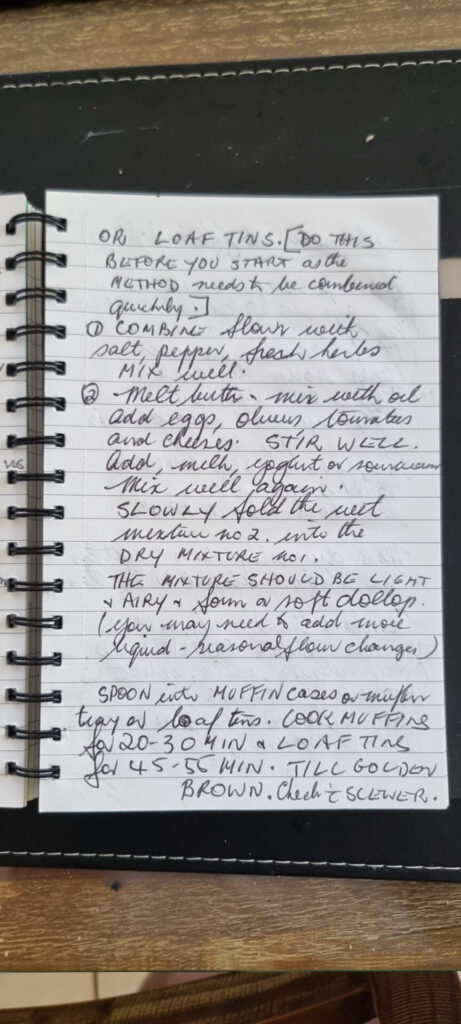 OR LOAF TINS. [DO THIS
BEFORE YOU START as the
METHOD needs to be combined
quickly.]
① COMBINE flour with
salt, pepper, fresh herbs
MIX well.
② Melt butter. mix with oil
add eggs, olives tomatoes
and cheeses. STIR WELL.
Add, milk, yoghurt or sourcream
Mix well again.
SLOWLY fold the wet
mixture no 2. into the
DRY MIXTURE no1.
THE MIXTURE SHOULD BE LIGHT
& AIRY & form a soft dollop.
(you may need to add more
liquid - seasonal flour changes)
SPOON into MUFFIN cases or muffin
tray or loaf tins. COOK MUFFINS
for 20-30 MIN & LOAF TINS
for 45-55 MIN. TILL GOLDEN
BROWN. Check c̄ SCEWER.